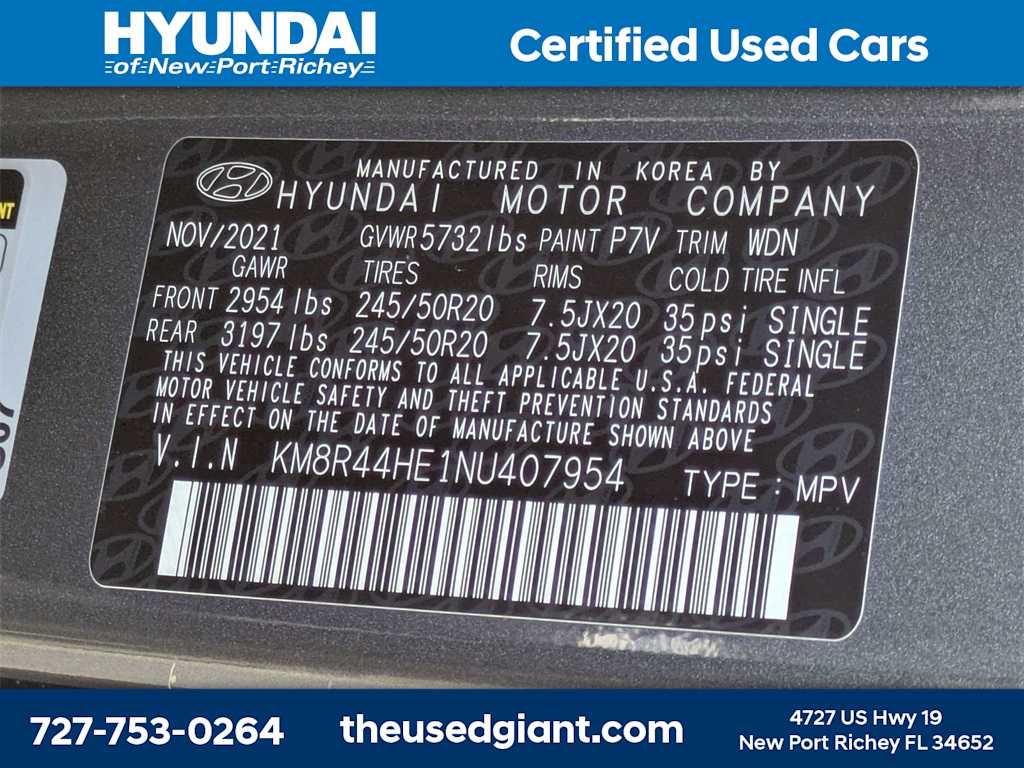 HYUNDAI
of New Port Richey
Certified Used Cars
MANUFACTURED IN KOREA BY
HYUNDAI MOTOR COMPANY
NOV/2021 GVWR 5732lbs PAINT P7V TRIM WDN
GAWR TIRES RIMS COLD TIRE INFL
FRONT 2954 lbs 245/50R20 7.5JX20 35psi SINGLE
REAR 3197 lbs 245/50R20 7.5JX20 35psi SINGLE
THIS VEHICLE CONFORMS TO ALL APPLICABLE U.S.A. FEDERAL
MOTOR VEHICLE SAFETY AND THEFT PREVENTION STANDARDS
IN EFFECT ON THE DATE OF MANUFACTURE SHOWN ABOVE
V.I.N KM8R44HE1NU407954 TYPE : MPV
727-753-0264
theusedgiant.com
4727 US Hwy 19
New Port Richey FL 34652